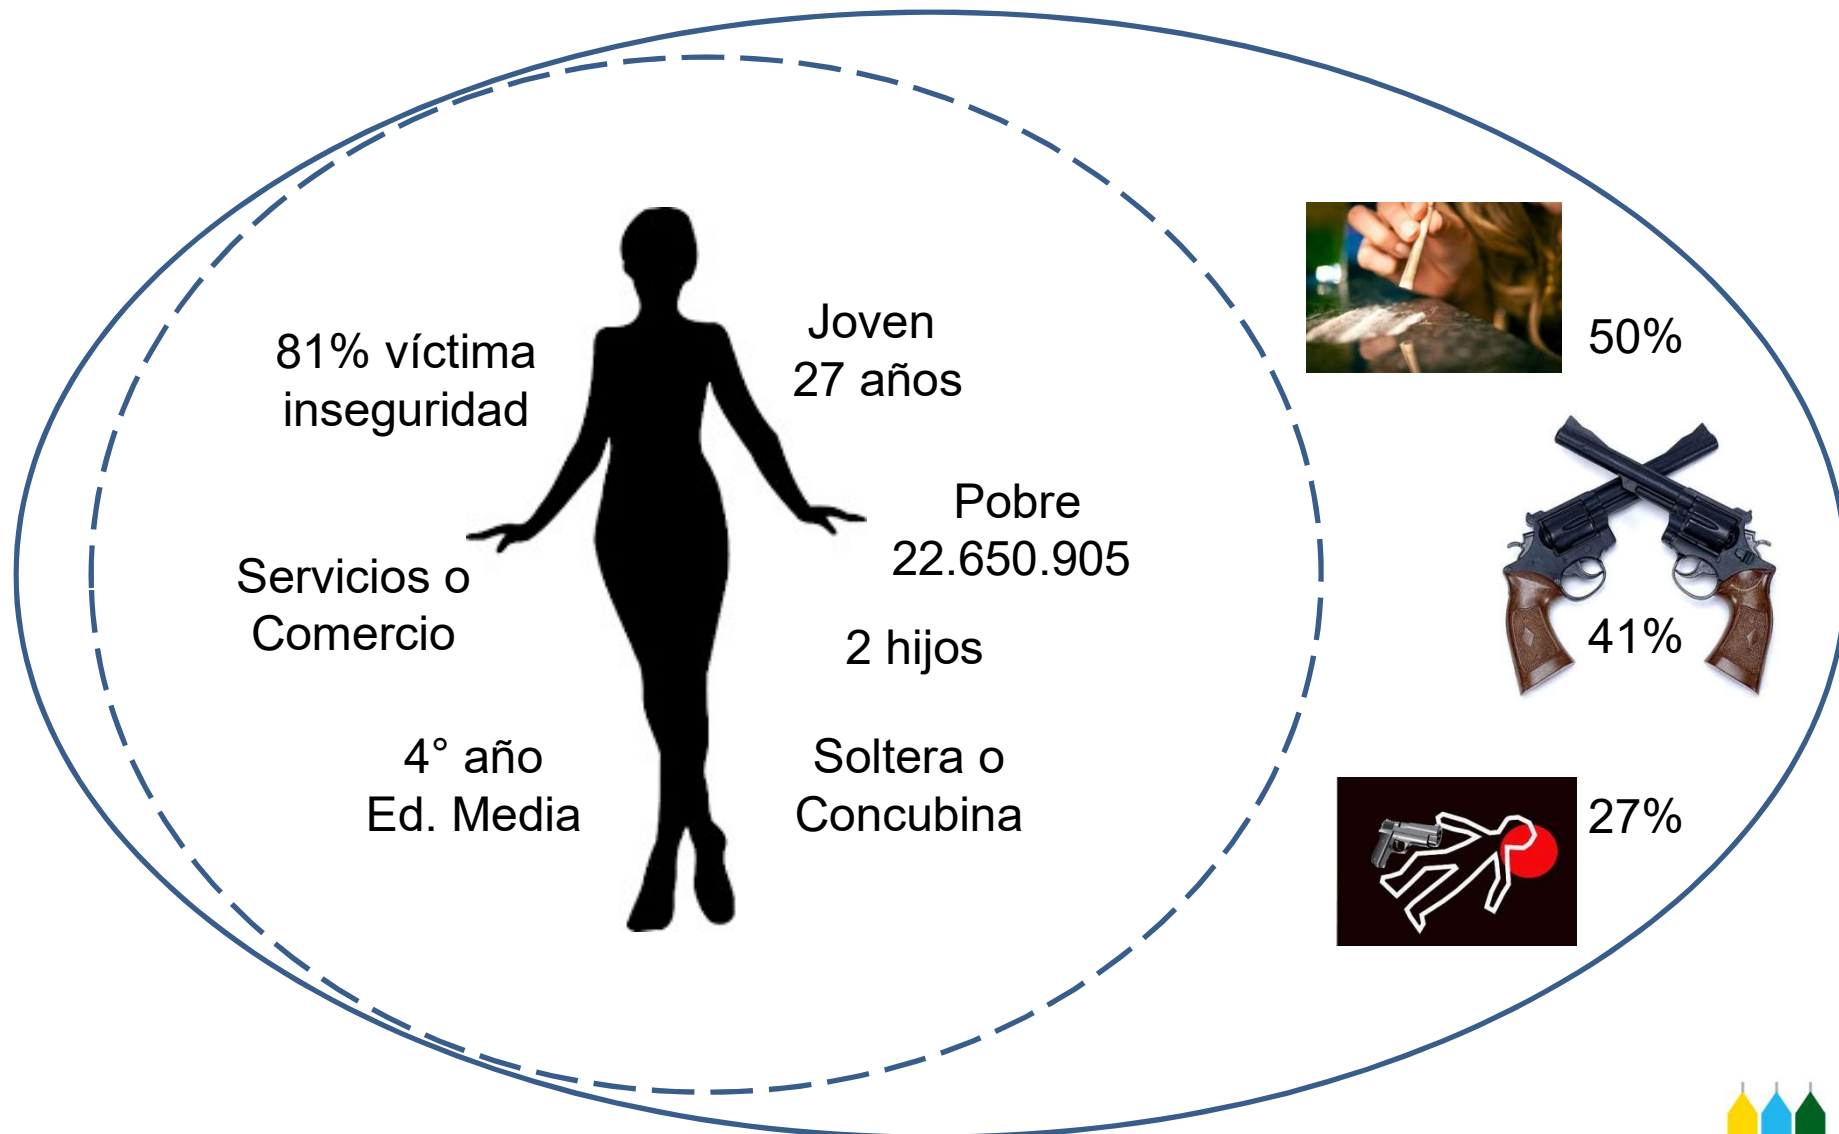 81% víctima
inseguridad
Joven
27 años
Servicios o
Comercio
Pobre
22.650.905
2 hijos
4° año
Ed. Media
Soltera o
Concubina
50%
41%
27%